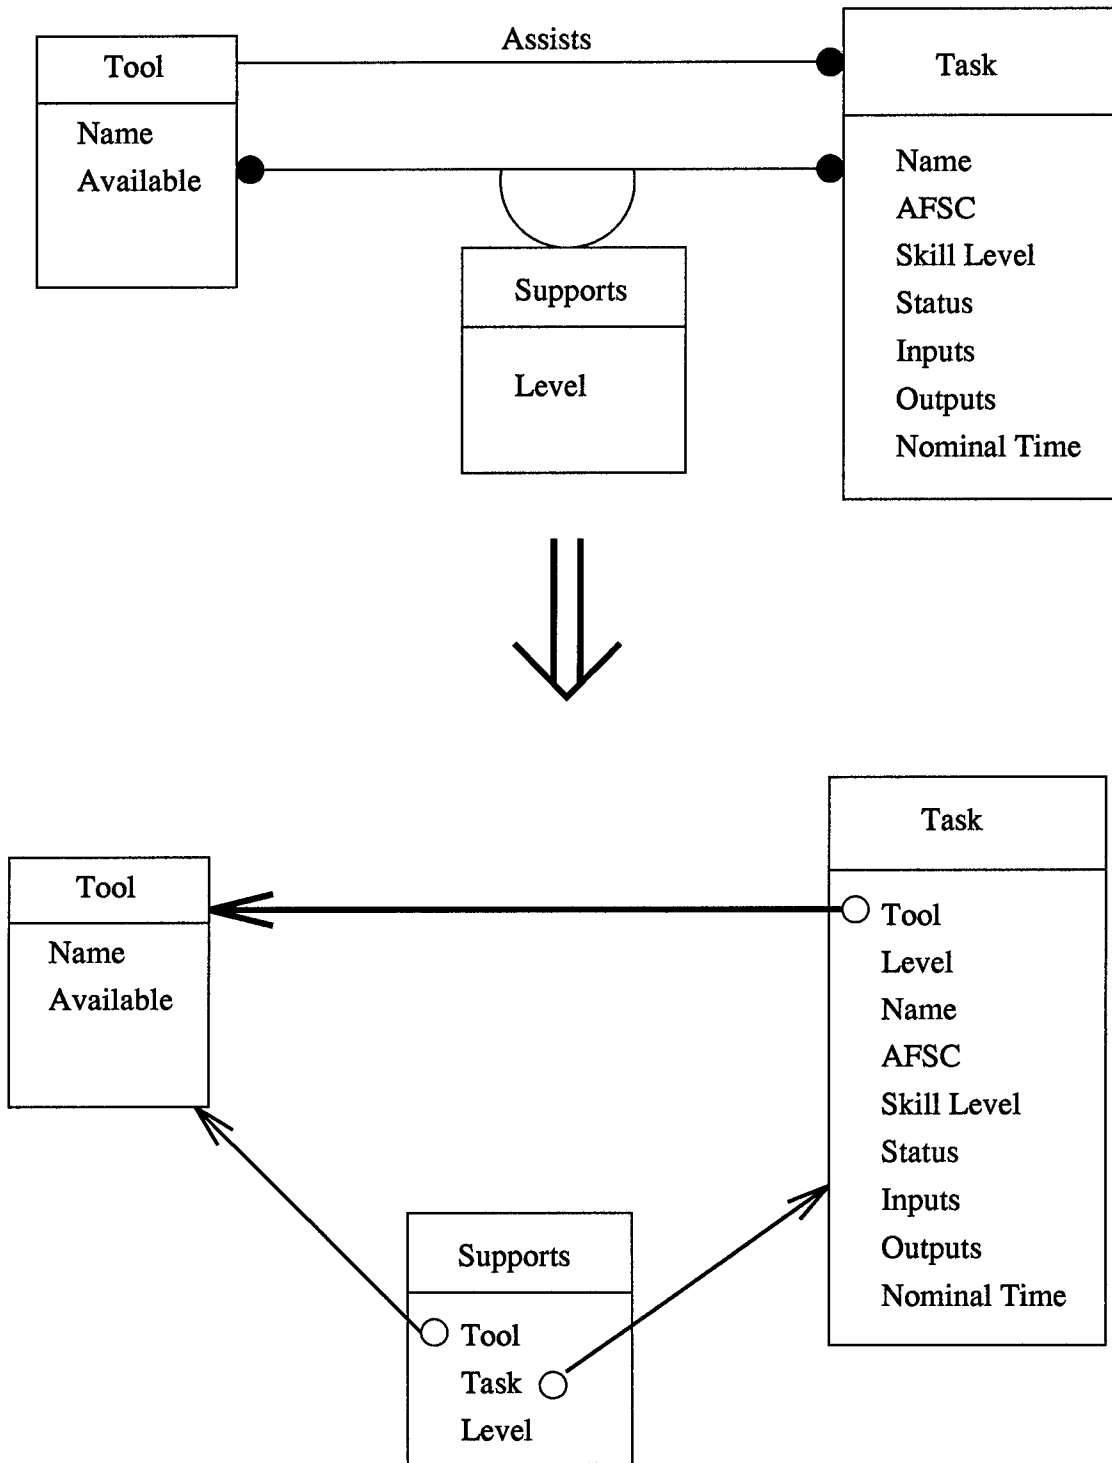 Assists
Tool
Name
Available
Task
Name
AFSC
Skill Level
Status
Inputs
Outputs
Nominal Time
Supports
Level
Task
Tool
Level
Name
AFSC
Skill Level
Status
Inputs
Outputs
Nominal Time
Tool
Name
Available
Supports
Tool
Task
Level